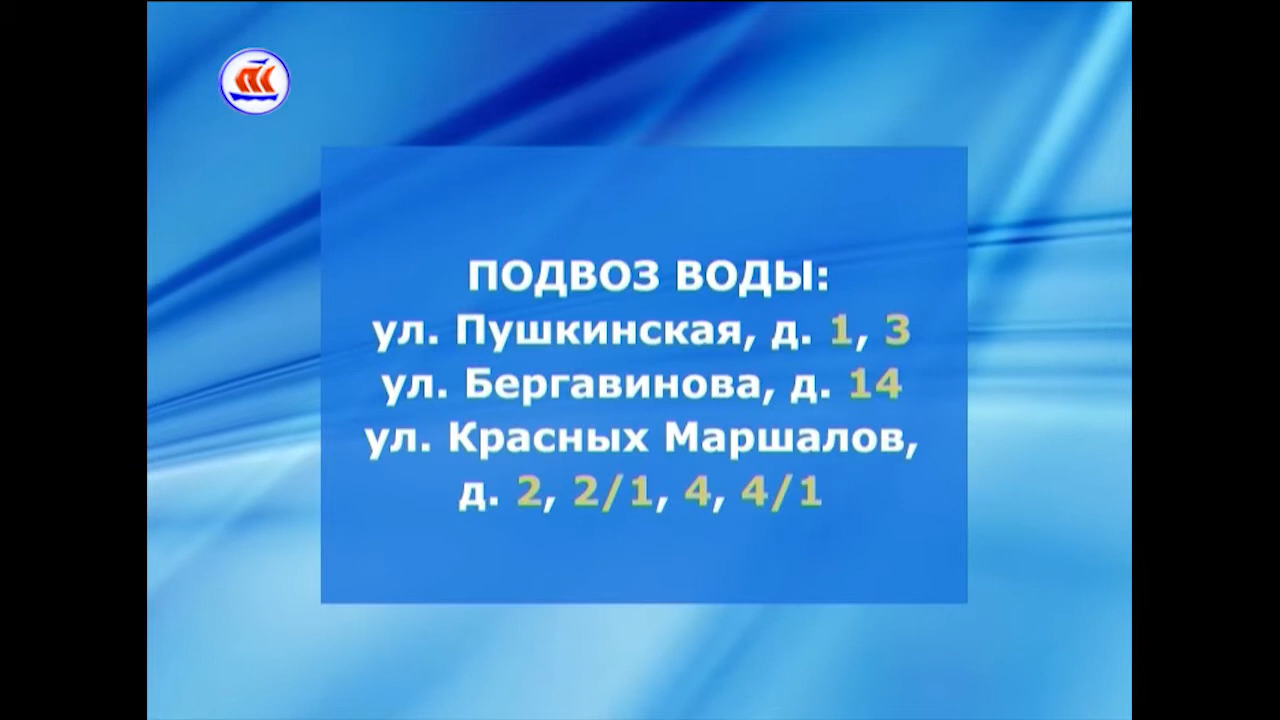 ПОДВОЗ ВОДЫ:
ул. Пушкинская, д. 1, 3
ул. Бергавинова, д. 14
ул. Красных Маршалов,
д. 2, 2/1, 4, 4/1